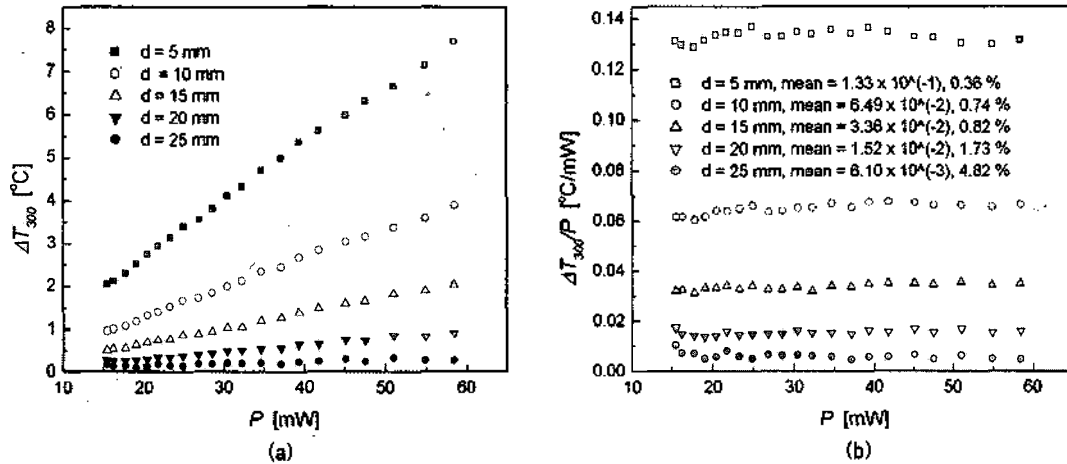 (a)
8
7
6
5
4
3
2
1
0
ΔT300 [°C]
d = 5 mm
d = 10 mm
d = 15 mm
d = 20 mm
d = 25 mm
10 20 30 40 50 60
P [mW]
(a)
(b)
0.14
0.12
0.10
0.08
0.06
0.04
0.02
0.00
ΔT300/P [°C/mW]
d = 5 mm, mean = 1.33 x 10^(-1), 0.36 %
d = 10 mm, mean = 6.49 x 10^(-2), 0.74 %
d = 15 mm, mean = 3.36 x 10^(-2), 0.82 %
d = 20 mm, mean = 1.52 x 10^(-2), 1.73 %
d = 25 mm, mean = 6.10 x 10^(-3), 4.82 %
10 20 30 40 50 60
P [mW]
(b)